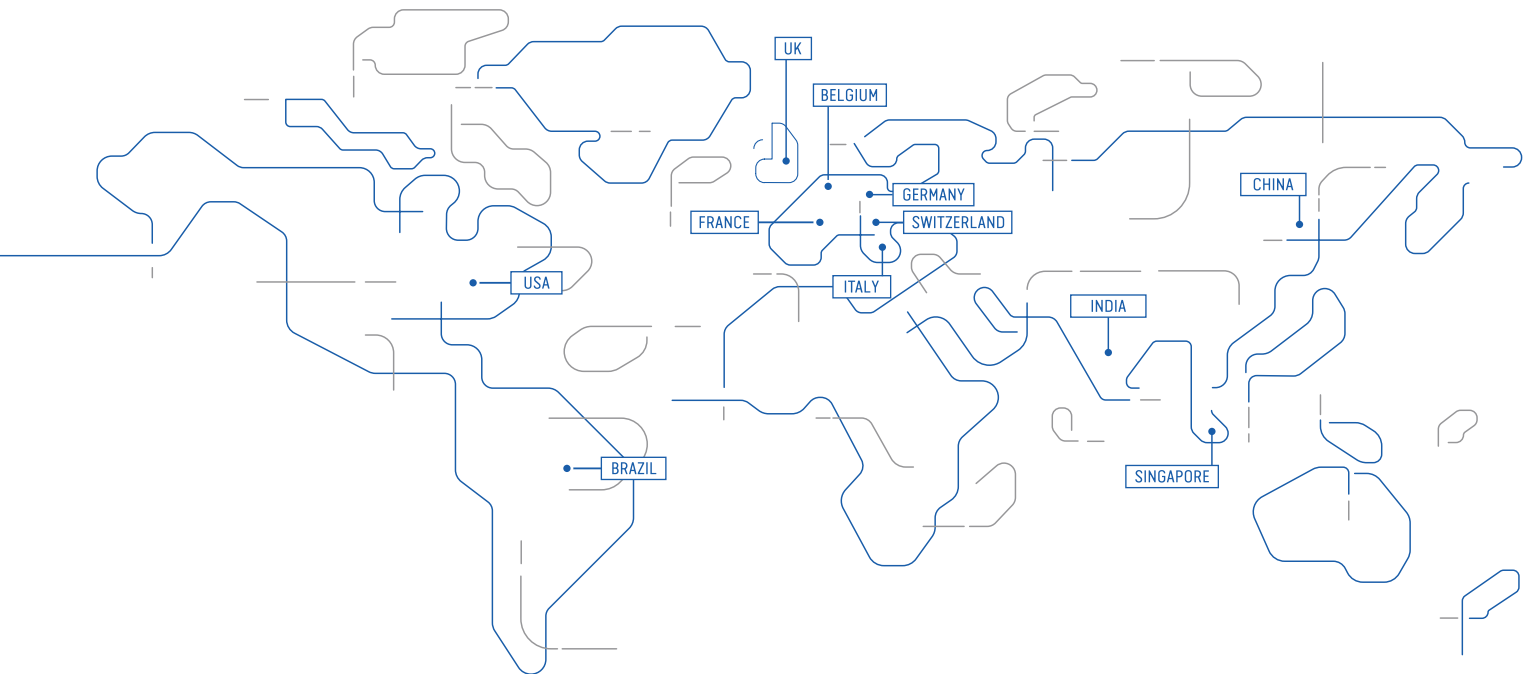 UK
BELGIUM
CHINA
GERMANY
FRANCE
SWITZERLAND
USA
ITALY
INDIA
BRAZIL
SINGAPORE